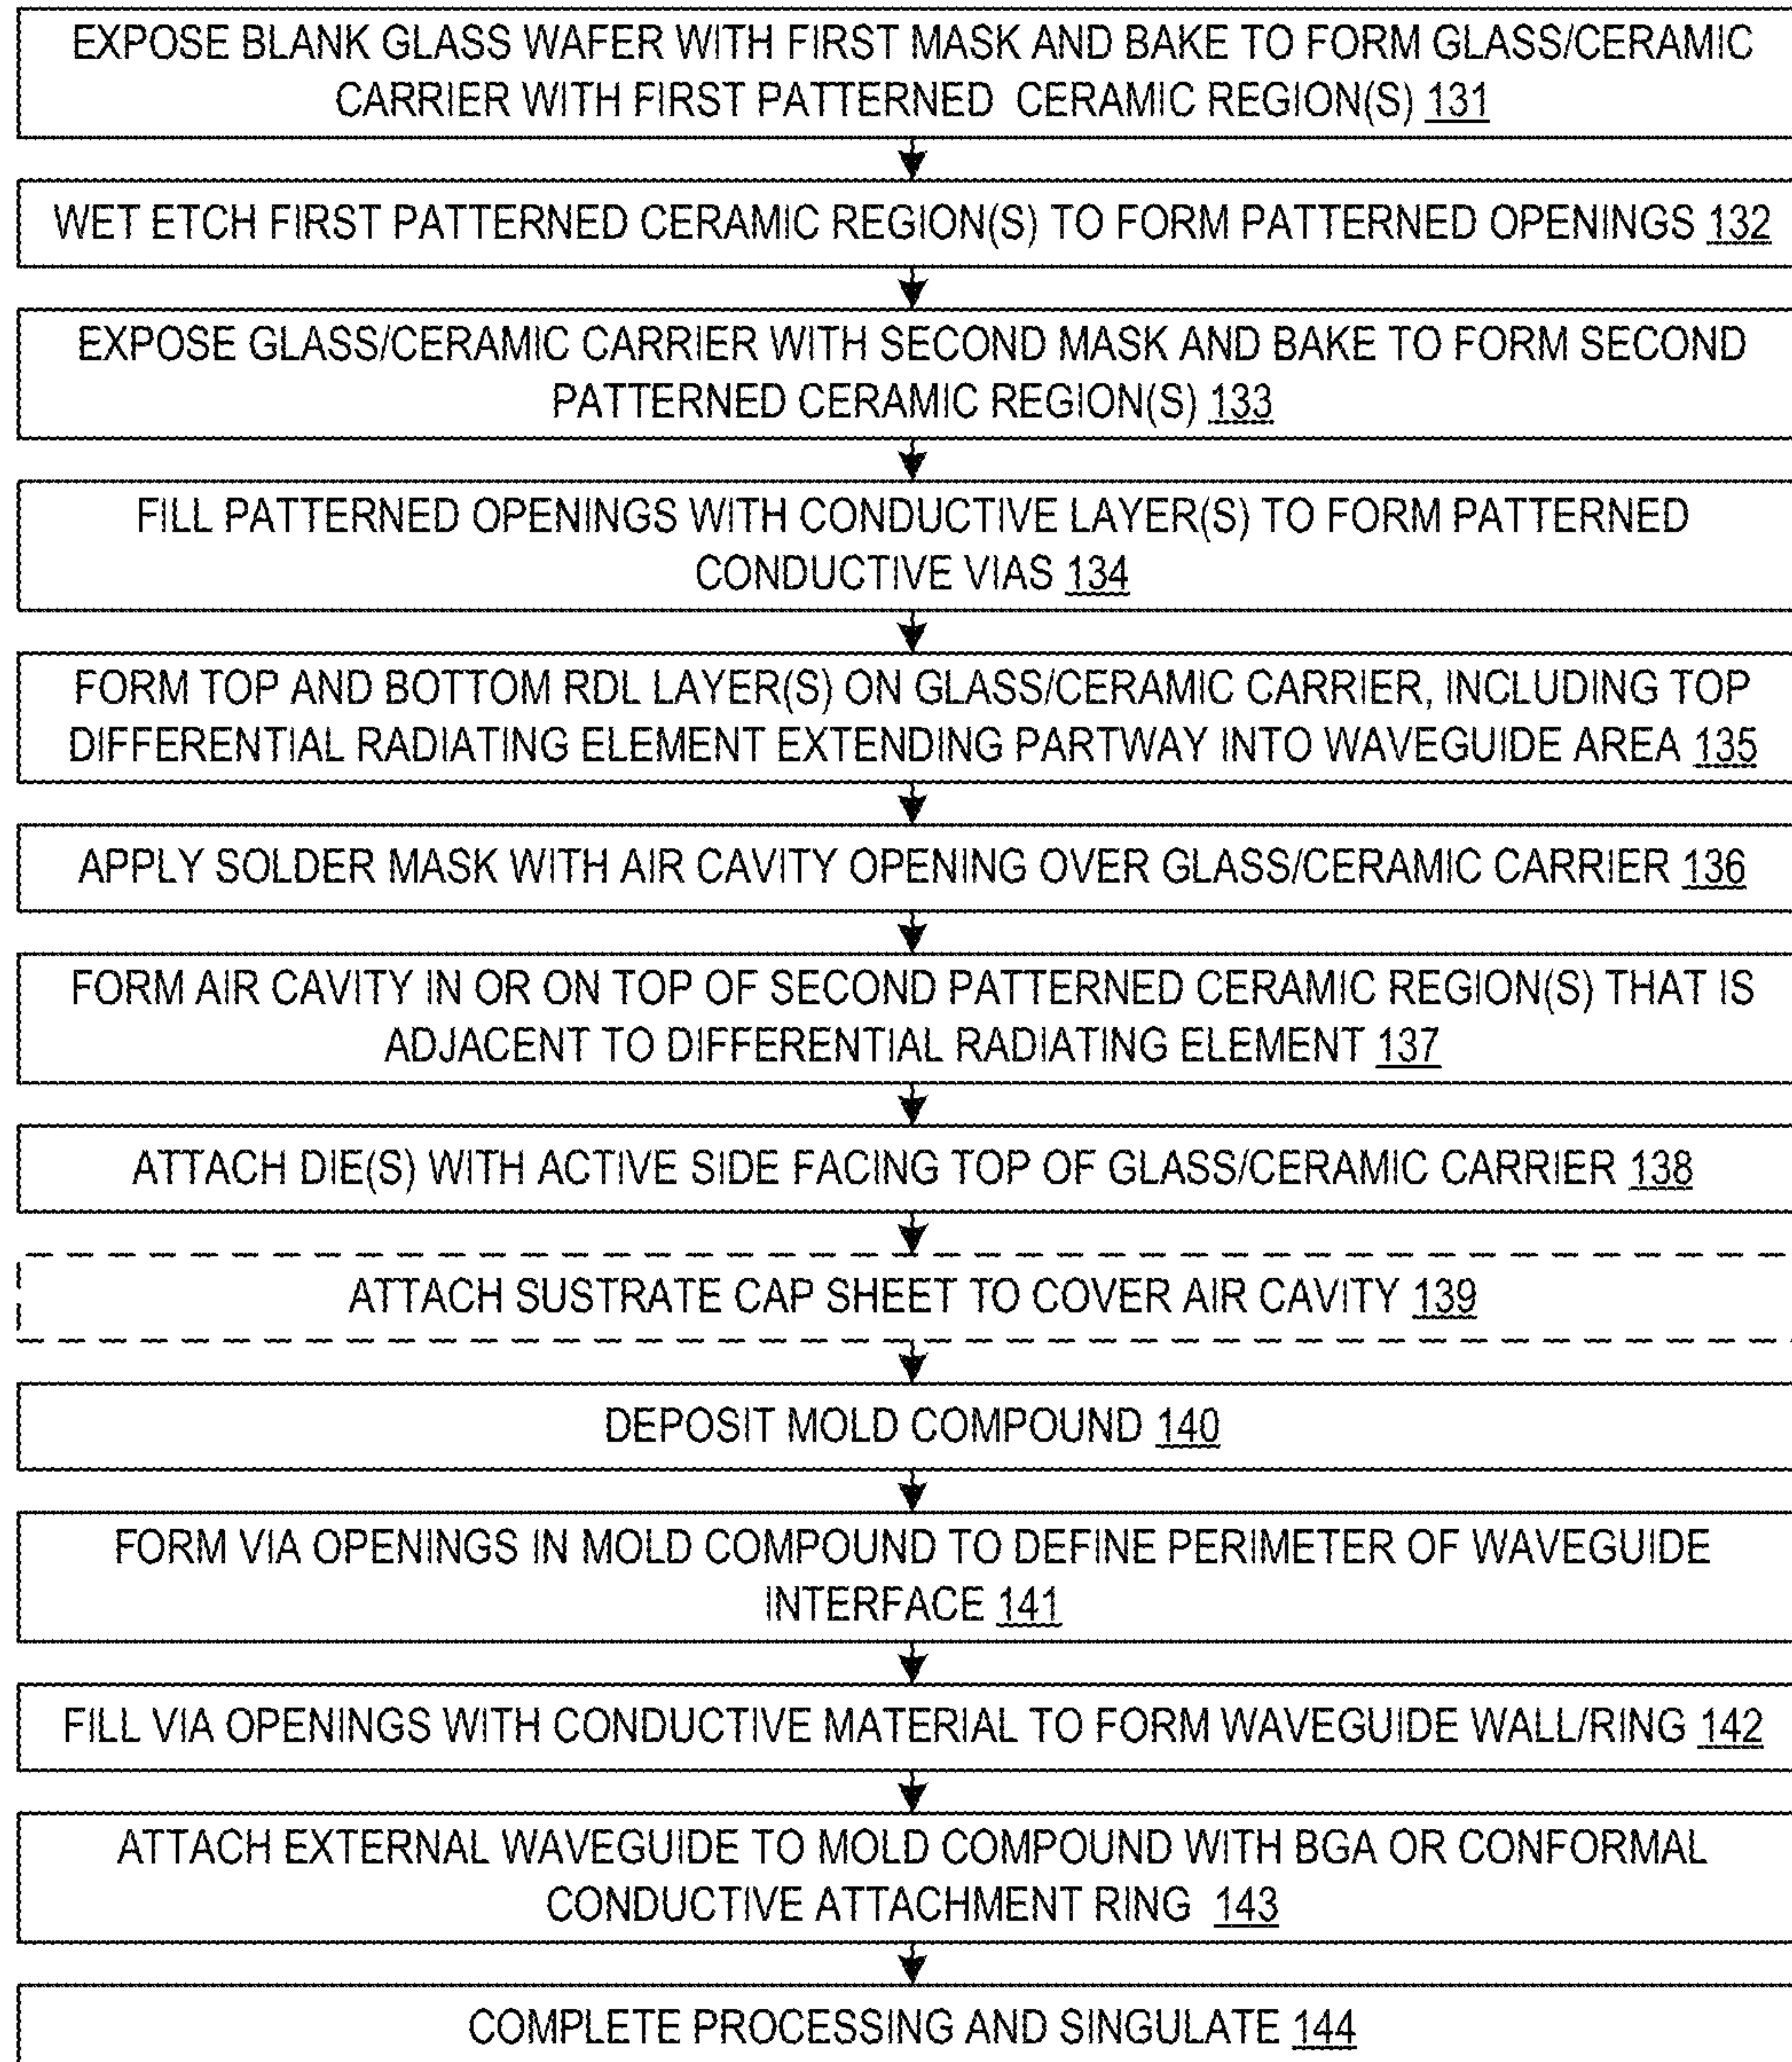 EXPOSE BLANK GLASS WAFER WITH FIRST MASK AND BAKE TO FORM GLASS/CERAMIC
CARRIER WITH FIRST PATTERNED CERAMIC REGION(S) 131
WET ETCH FIRST PATTERNED CERAMIC REGION(S) TO FORM PATTERNED OPENINGS 132
EXPOSE GLASS/CERAMIC CARRIER WITH SECOND MASK AND BAKE TO FORM SECOND
PATTERNED CERAMIC REGION(S) 133
FILL PATTERNED OPENINGS WITH CONDUCTIVE LAYER(S) TO FORM PATTERNED
CONDUCTIVE VIAS 134
FORM TOP AND BOTTOM RDL LAYER(S) ON GLASS/CERAMIC CARRIER, INCLUDING TOP
DIFFERENTIAL RADIATING ELEMENT EXTENDING PARTWAY INTO WAVEGUIDE AREA 135
APPLY SOLDER MASK WITH AIR CAVITY OPENING OVER GLASS/CERAMIC CARRIER 136
FORM AIR CAVITY IN OR ON TOP OF SECOND PATTERNED CERAMIC REGION(S) THAT IS
ADJACENT TO DIFFERENTIAL RADIATING ELEMENT 137
ATTACH DIE(S) WITH ACTIVE SIDE FACING TOP OF GLASS/CERAMIC CARRIER 138
ATTACH SUSTRATE CAP SHEET TO COVER AIR CAVITY 139
DEPOSIT MOLD COMPOUND 140
FORM VIA OPENINGS IN MOLD COMPOUND TO DEFINE PERIMETER OF WAVEGUIDE
INTERFACE 141
FILL VIA OPENINGS WITH CONDUCTIVE MATERIAL TO FORM WAVEGUIDE WALL/RING 142
ATTACH EXTERNAL WAVEGUIDE TO MOLD COMPOUND WITH BGA OR CONFORMAL
CONDUCTIVE ATTACHMENT RING 143
COMPLETE PROCESSING AND SINGULATE 144